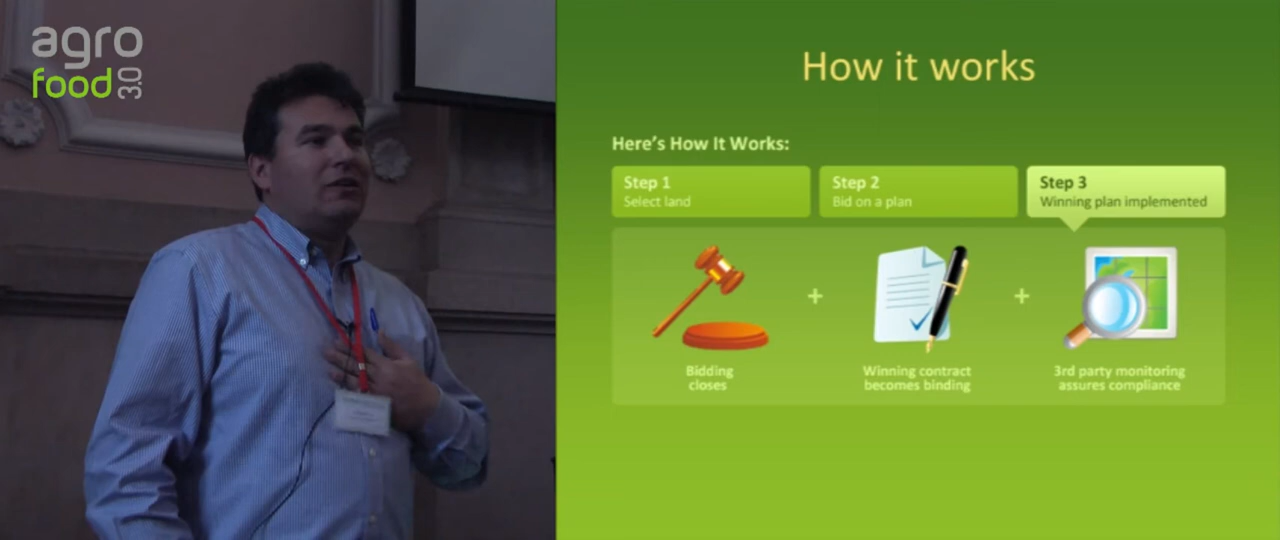 agro
food 3.0
How it works
Here's How It Works:
Step 1
Select land
Step 2
Bid on a plan
Step 3
Winning plan implemented
Bidding
closes
Winning contract
becomes binding
3rd party monitoring
assures compliance